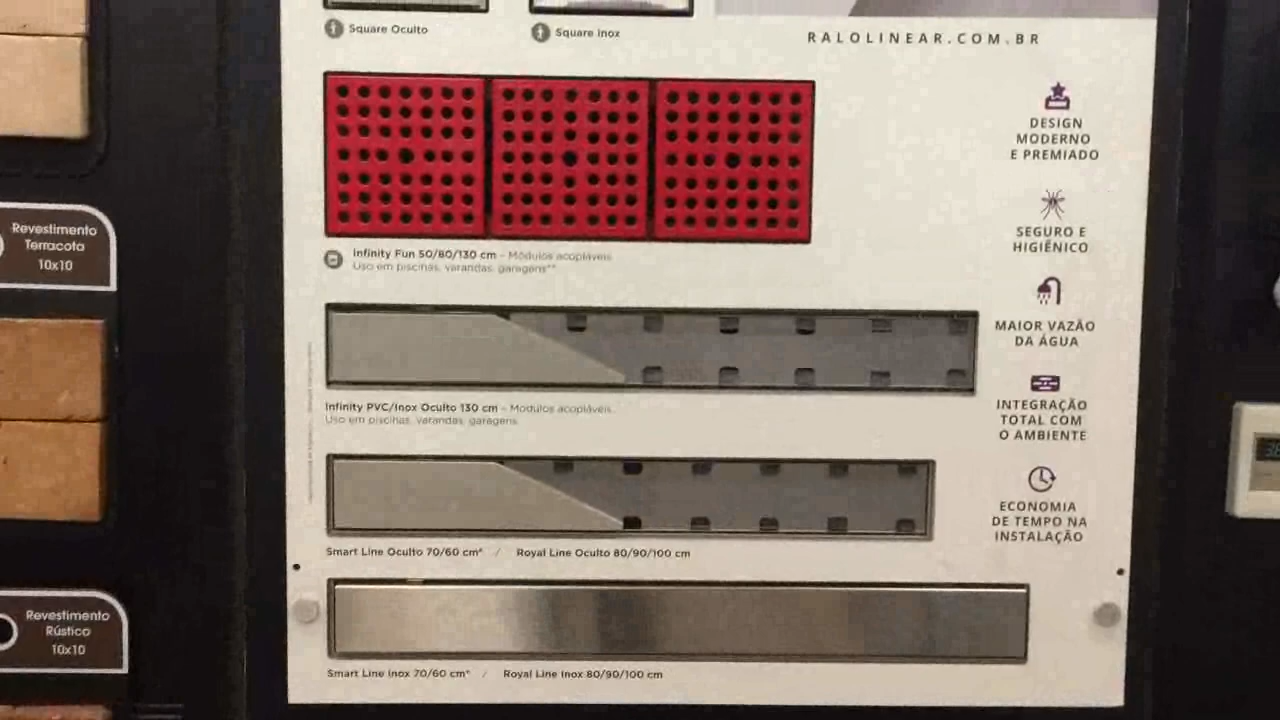 Square Oculto
Square Inox
RALOLINEAR.COM.BR
DESIGN
MODERNO
E PREMIADO
SEGURO E
HIGIÊNICO
MAIOR VAZÃO
DA ÁGUA
INTEGRAÇÃO
TOTAL COM
O AMBIENTE
ECONOMIA
DE TEMPO NA
INSTALAÇÃO
Infinity Fun 50/80/130 cm - Módulos acopláveis.
Uso em piscinas, varandas, garagens**
Infinity PVC/Inox Oculto 130 cm - Módulos acopláveis.
Uso em piscinas, varandas, garagens
Smart Line Oculto 70/60 cm* / Royal Line Oculto 80/90/100 cm
Smart Line Inox 70/60 cm* / Royal Line Inox 80/90/100 cm
Revestimento
Terracota
10x10
Revestimento
Rústico
10x10